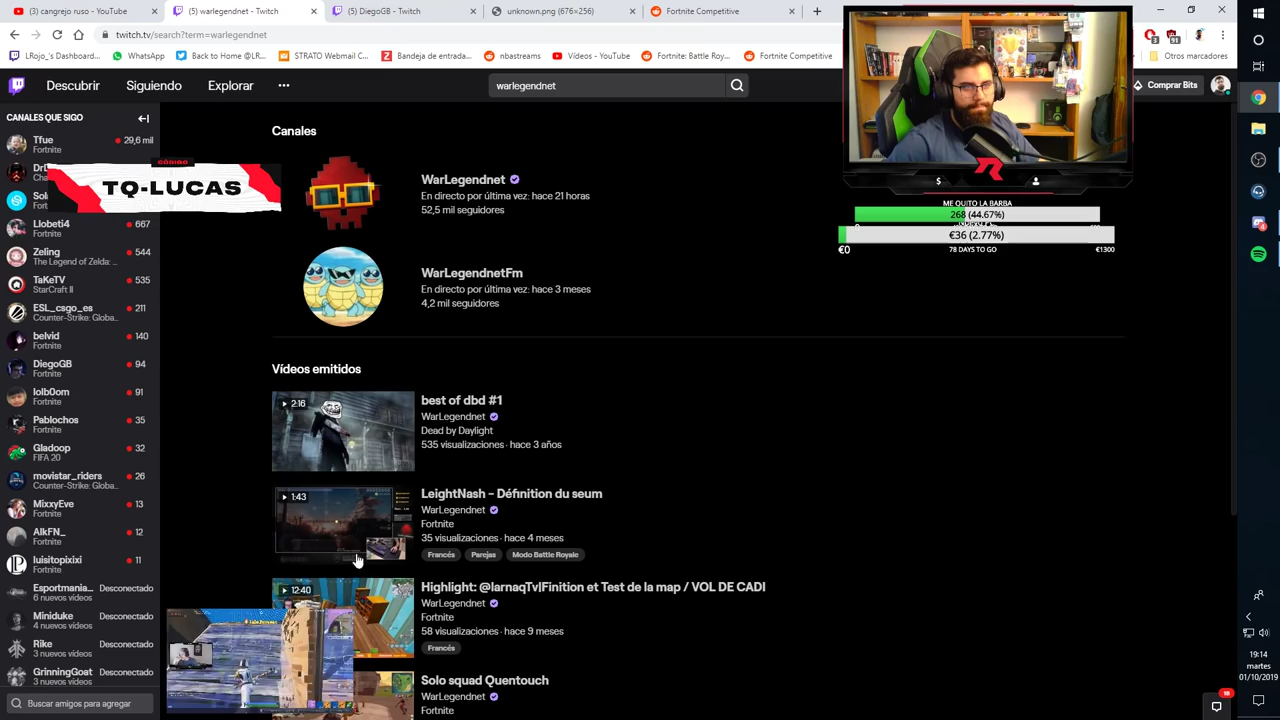 (3) cangrejo ruso - YouTube
(5) warlegendnet - Twitch
(5) DiegoGB - Twitch
unknown.png (676×256)
Fortnite Competitive
twitch.tv/search?term=warlegendnet
LRojo_'s Dashboard...
WhatsApp
Back to Home @LR...
STRATO Webmail C...
Bandeja de entrada...
nbastreams
Vídeos - YouTube
Fortnite: Battle Roy...
Fortnite Competitive
Otros marcadores
Descubrir
Siguiendo
Explorar
warlegendnet
Comprar Bits
CANALES QUE SIGO
Tfue
29,6 mil
Fortnite
CÓDIGO
TQ-LUCAS
lobet64
667
Fortnite
Zeling
544
The Legend of Zelda: ...
TeKeTV
535
StarCraft II
ESL_csgo_es
211
Counter-Strike: Globa...
belvid
140
Fortnite
DiegoGB
94
Fortnite
lolb0om
91
Fortnite
Pablochos
35
Fortnite
Gladoop
32
FIFA 20
movistar_riders
26
Counter-Strike: Globa...
MixxyEve
13
Fortnite
AlkFN_
12
Fortnite
luisitopixixi
11
Fortnite
Esportmania...
Desconectado
6 nuevos vídeos
Miniduke
Desconectado
4 nuevos vídeos
Rike
Desconectado
3 nuevos vídeos
GrinningGoat
Desconectado
3 nuevos vídeos
Buscar amigos para agregar
Canales
WarLegendnet
En directo por última vez: hace 21 horas
52,5 mil seguidores
WarLegendnetFm
En directo por última vez: hace 3 meses
4,2 mil seguidores
Vídeos emitidos
2:16
best of dbd #1
WarLegendnet
Dead by Daylight
535 visualizaciones · hace 3 años
1:43
LeightNash - Définition du seum
WarLegendnet
Fortnite
35 visualizaciones · hace 4 meses
Francés
Parejas
Modo Battle Royale
12:40
Highlight: @IarnaqTv|Finition et Test de la map / VOL DE CADI
WarLegendnet
Fortnite
58 visualizaciones · hace 9 meses
Francés
Solo squad Quentouch
WarLegendnet
Fortnite
ME QUITO LA BARBA
268 (44.67%)
€36 (2.77%)
€0
78 DAYS TO GO
€1300
19:14
martes
01/10/2019